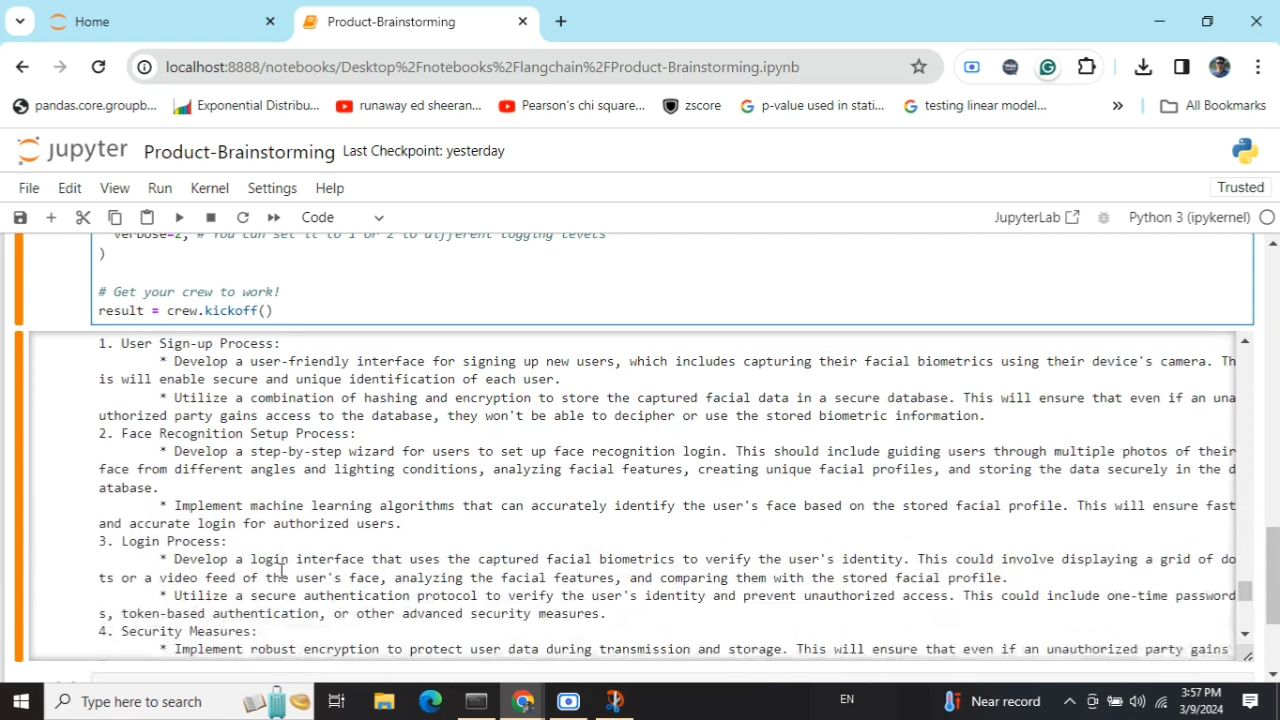 Home
Product-Brainstorming
localhost:8888/notebooks/Desktop%2Fnotebooks%2Flangchain%2FProduct-Brainstorming.ipynb
pandas.core.groupb...
Exponential Distribu...
runaway ed sheeran...
Pearson's chi square...
zscore
p-value used in stati...
testing linear model...
All Bookmarks
jupyter
Product-Brainstorming Last Checkpoint: yesterday
File Edit View Run Kernel Settings Help
Trusted
Code
JupyterLab
Python 3 (ipykernel)
verbose=2, # You can set it to 1 or 2 to different logging levels
)
# Get your crew to work!
result = crew.kickoff()
1. User Sign-up Process:
* Develop a user-friendly interface for signing up new users, which includes capturing their facial biometrics using their device's camera. Th
is will enable secure and unique identification of each user.
* Utilize a combination of hashing and encryption to store the captured facial data in a secure database. This will ensure that even if an una
uthorized party gains access to the database, they won't be able to decipher or use the stored biometric information.
2. Face Recognition Setup Process:
* Develop a step-by-step wizard for users to set up face recognition login. This should include guiding users through multiple photos of their
face from different angles and lighting conditions, analyzing facial features, creating unique facial profiles, and storing the data securely in the d
atabase.
* Implement machine learning algorithms that can accurately identify the user's face based on the stored facial profile. This will ensure fast
and accurate login for authorized users.
3. Login Process:
* Develop a login interface that uses the captured facial biometrics to verify the user's identity. This could involve displaying a grid of do
ts or a video feed of the user's face, analyzing the facial features, and comparing them with the stored facial profile.
* Utilize a secure authentication protocol to verify the user's identity and prevent unauthorized access. This could include one-time password
s, token-based authentication, or other advanced security measures.
4. Security Measures:
* Implement robust encryption to protect user data during transmission and storage. This will ensure that even if an unauthorized party gains
Type here to search
EN
Near record
3:57 PM
3/9/2024